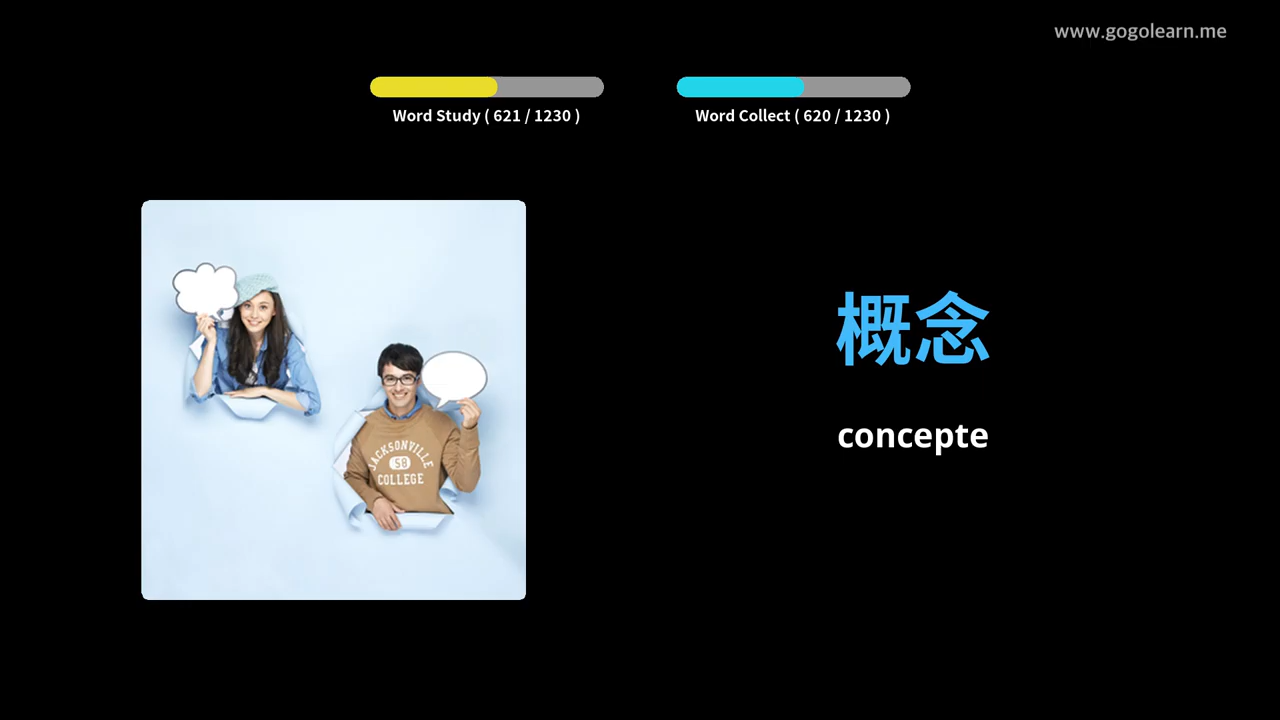 www.gogolearn.me
Word Study ( 621 / 1230 )
Word Collect ( 620 / 1230 )
概念
concepte
JACKSONVILLE
58
COLLEGE